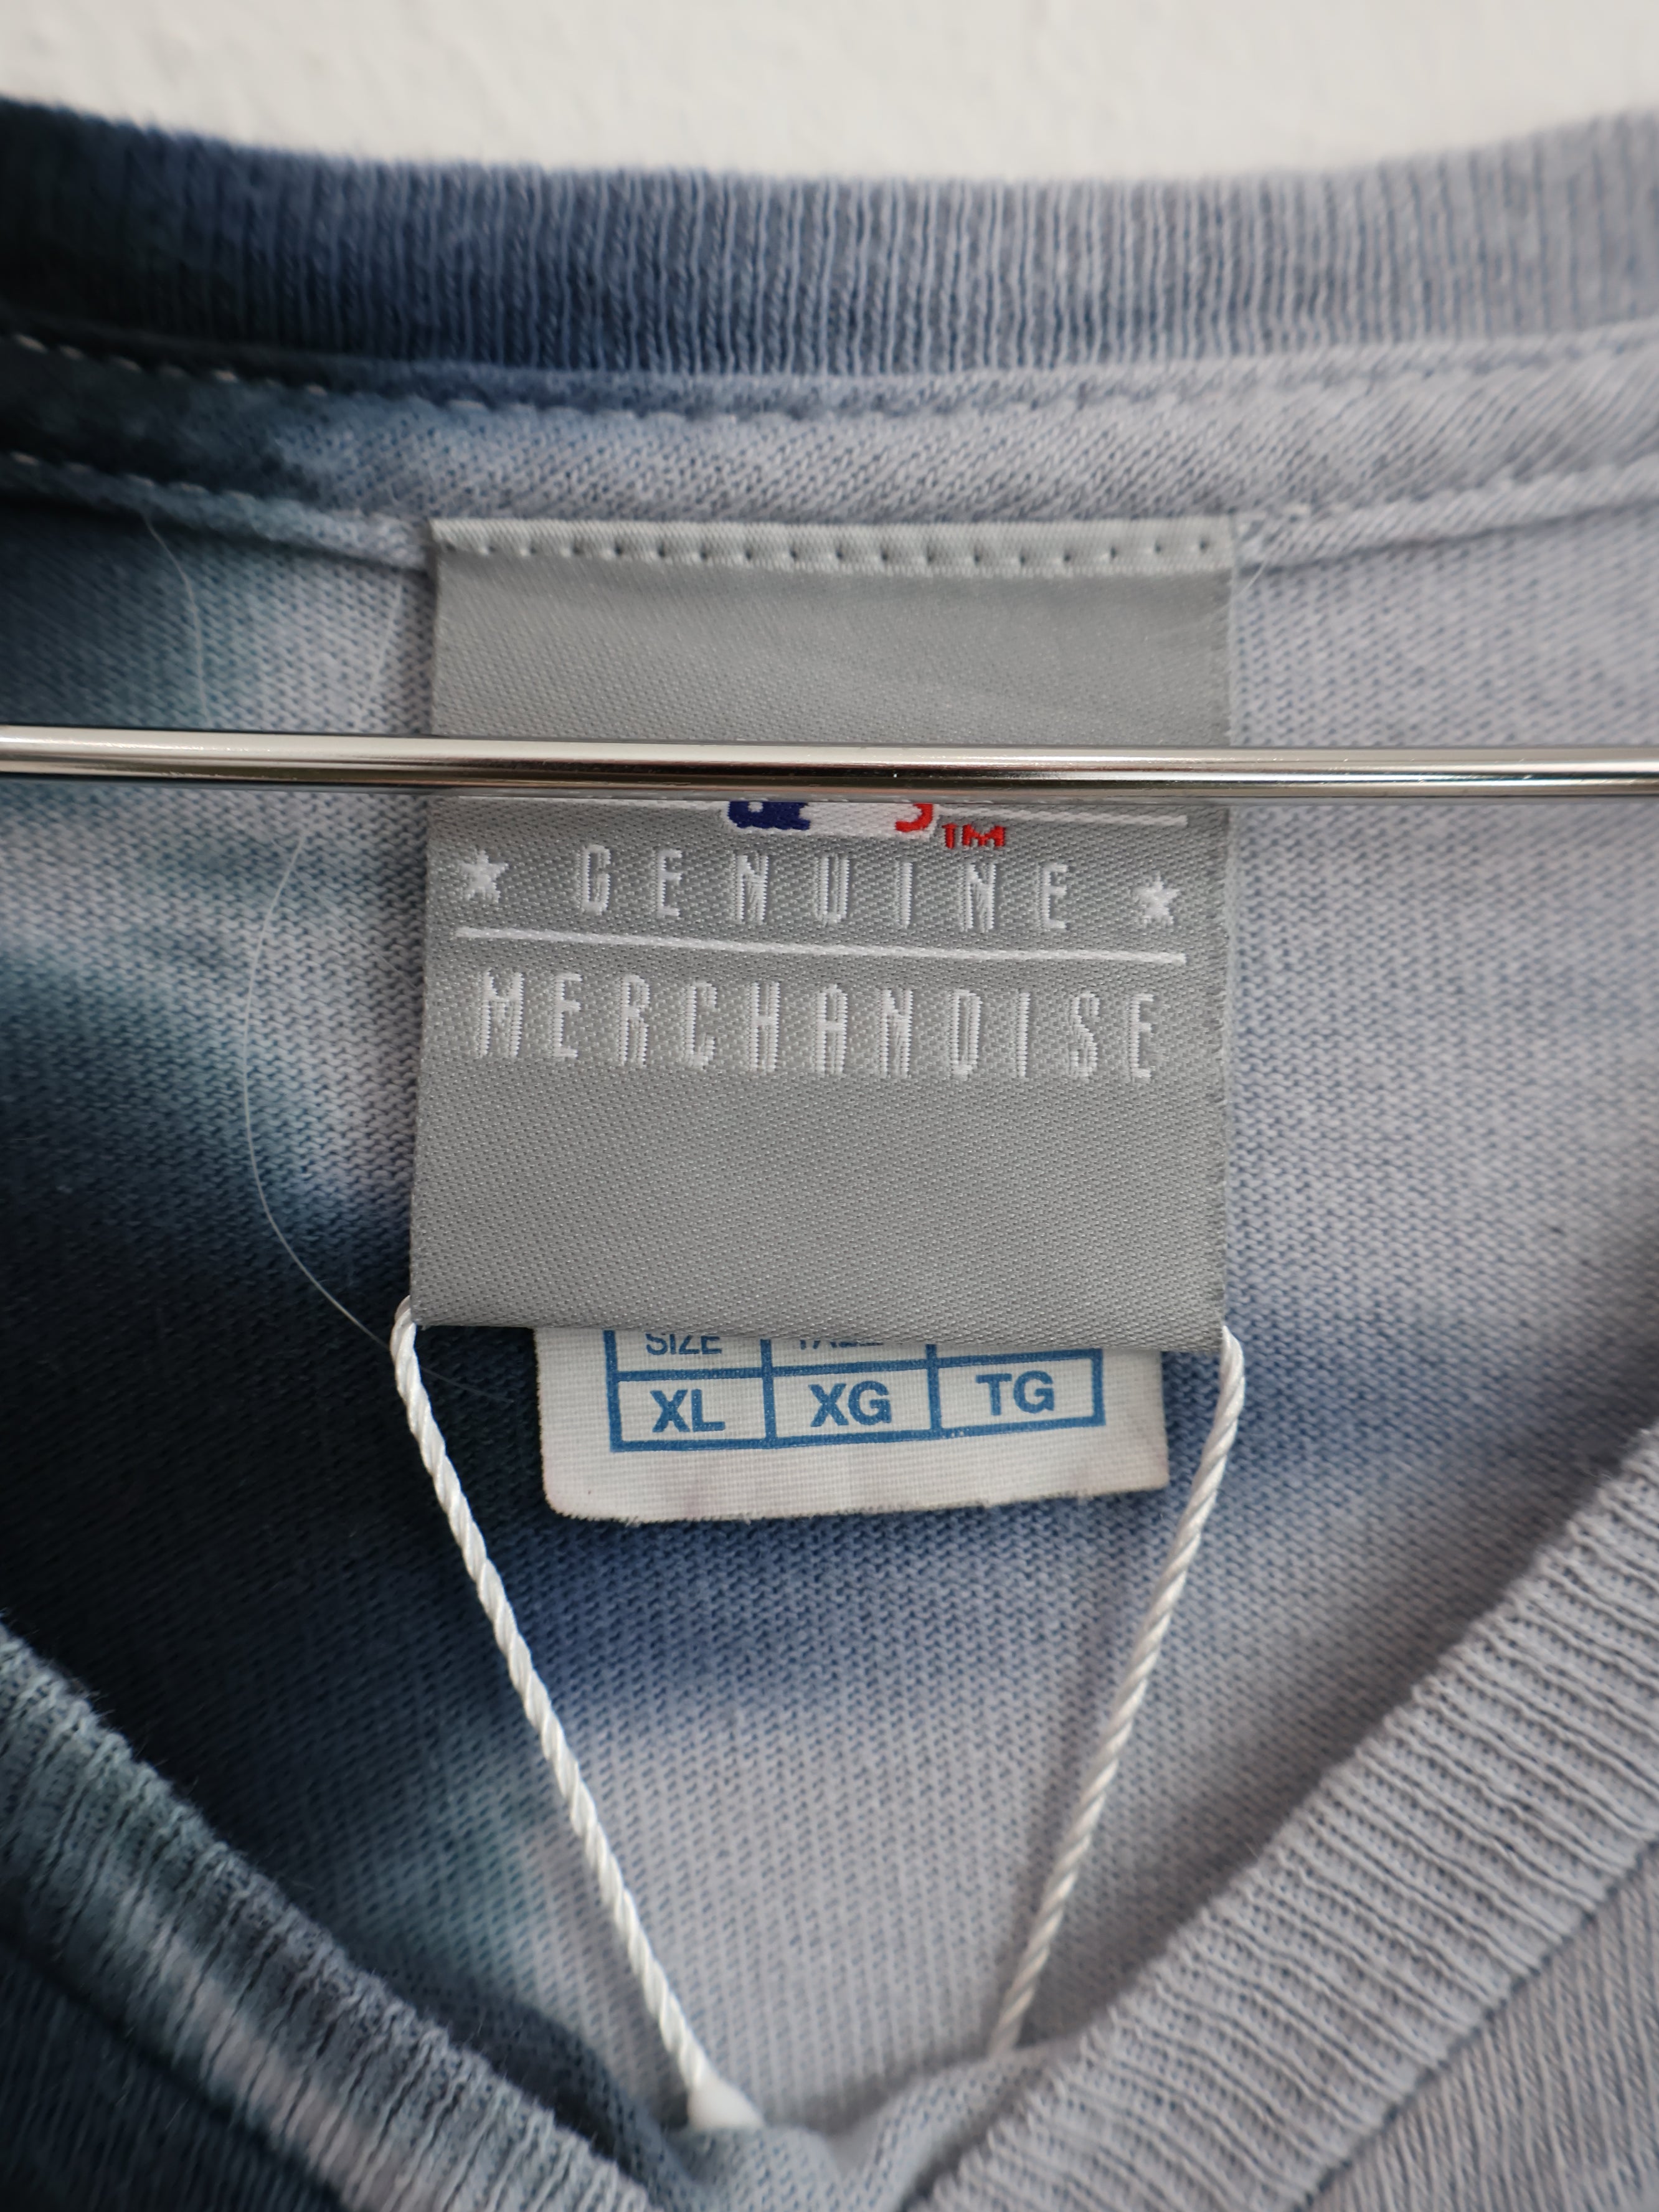 TM
★ GENUINE ★
MERCHANDISE
SIZE
XL XG TG